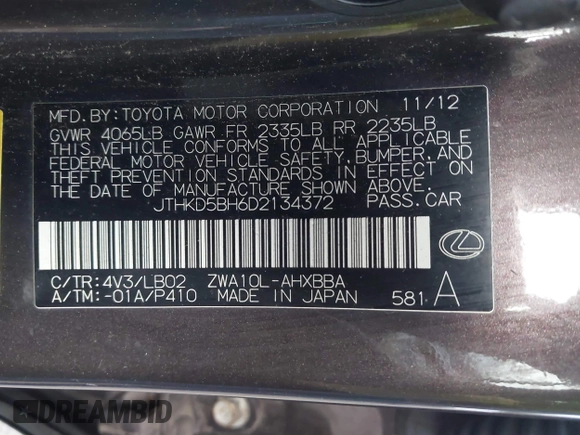 MFD.BY:TOYOTA MOTOR CORPORATION 11/12
GVWR 4065LB GAWR FR 2335LB RR 2235LB
THIS VEHICLE CONFORMS TO ALL APPLICABLE
FEDERAL MOTOR VEHICLE SAFETY,BUMPER,AND
THEFT PREVENTION STANDARDS IN EFFECT ON
THE DATE OF MANUFACTURE SHOWN ABOVE.
JTHKD5BH6D2134372 PASS.CAR
C/TR:4V3/LB02 ZWA10L-AHXBBA
A/TM:-01A/P410 MADE IN JAPAN 581 A
DREAMBID